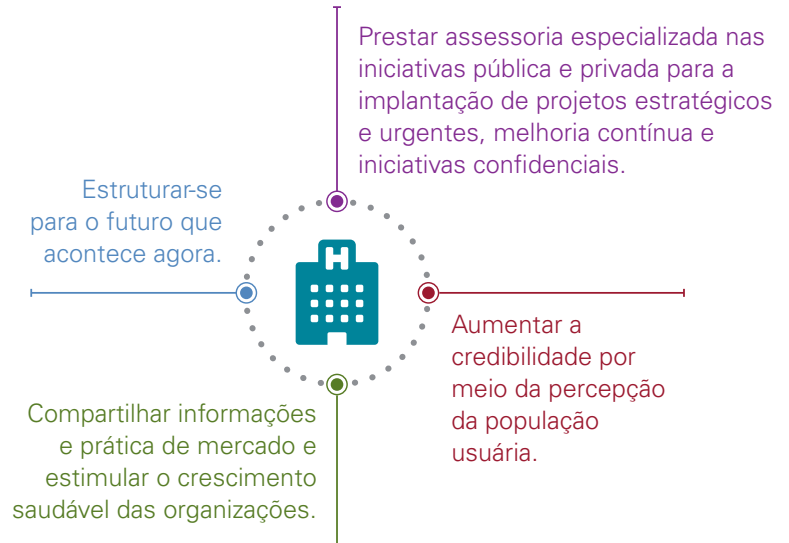 Prestar assessoria especializada nas
iniciativas pública e privada para a
implantação de projetos estratégicos
e urgentes, melhoria contínua e
iniciativas confidenciais.
Estruturar-se
para o futuro que
acontece agora.
H
Aumentar a
credibilidade por
meio da percepção
da população
usuária.
Compartilhar informações
e prática de mercado e
estimular o crescimento
saudável das organizações.